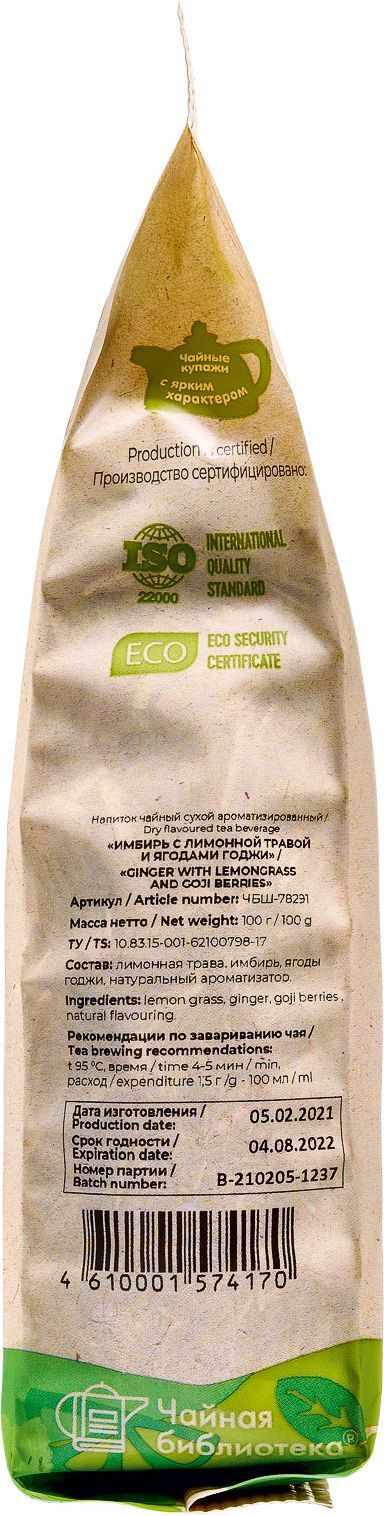 чайные
купажи
с ярким
характером
Production is certified /
Производство сертифицировано:
ISO
22000
INTERNATIONAL
QUALITY
STANDARD
ECO
ECO SECURITY
CERTIFICATE
Напиток чайный сухой ароматизированный /
Dry flavoured tea beverage
«ИМБИРЬ С ЛИМОННОЙ ТРАВОЙ
И ЯГОДАМИ ГОДЖИ» /
«GINGER WITH LEMONGRASS
AND GOJI BERRIES»
Артикул / Article number: ЧБШ-78291
Масса нетто / Net weight: 100 г / 100 g
ТУ / TS: 10.83.15-001-62100798-17
Состав: лимонная трава, имбирь, ягоды
годжи, натуральный ароматизатор.
Ingredients: lemon grass, ginger, goji berries,
natural flavouring.
Рекомендации по завариванию чая /
Tea brewing recommendations:
t 95 °C, время / time 4-5 мин / min,
расход / expenditure 1,5 г /g - 100 мл / ml
Дата изготовления / Production date: 05.02.2021
Срок годности / Expiration date: 04.08.2022
Номер партии / Batch number: B-210205-1237
4 610001 574170
Чайная
библиотека®